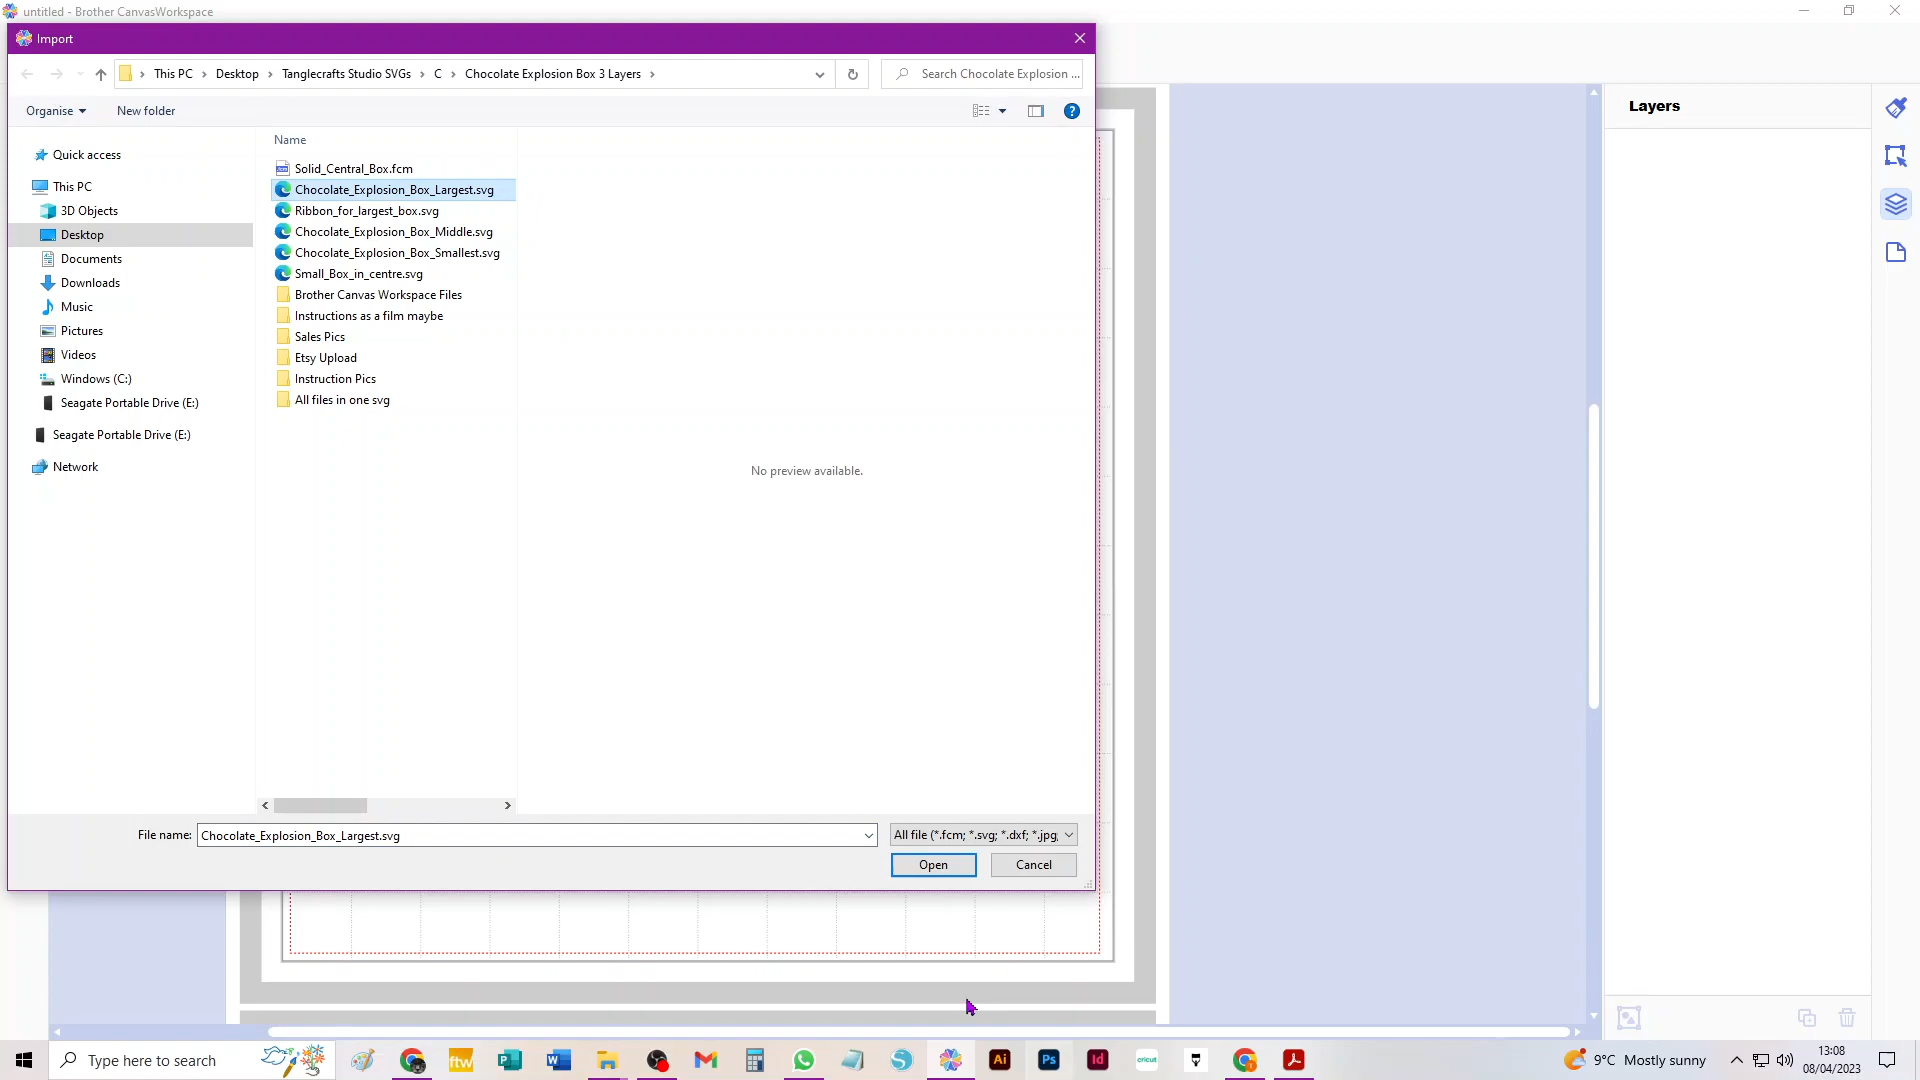 untitled - Brother CanvasWorkspace
Import
This PC > Desktop > Tanglecrafts Studio SVGs > C > Chocolate Explosion Box 3 Layers >
Search Chocolate Explosion ...
Organise
New folder
Layers
Name
Quick access
This PC
3D Objects
Desktop
Documents
Downloads
Music
Pictures
Videos
Windows (C:)
Seagate Portable Drive (E:)
Seagate Portable Drive (E:)
Network
Solid_Central_Box.fcm
Chocolate_Explosion_Box_Largest.svg
Ribbon_for_largest_box.svg
Chocolate_Explosion_Box_Middle.svg
Chocolate_Explosion_Box_Smallest.svg
Small_Box_in_centre.svg
Brother Canvas Workspace Files
Instructions as a film maybe
Sales Pics
Etsy Upload
Instruction Pics
All files in one svg
No preview available.
File name: Chocolate_Explosion_Box_Largest.svg
All file (*.fcm; *.svg; *.dxf; *.jpg;
Open
Cancel
Type here to search
ftw
Ai
Ps
Id
cricut
9°C Mostly sunny
13:08
08/04/2023